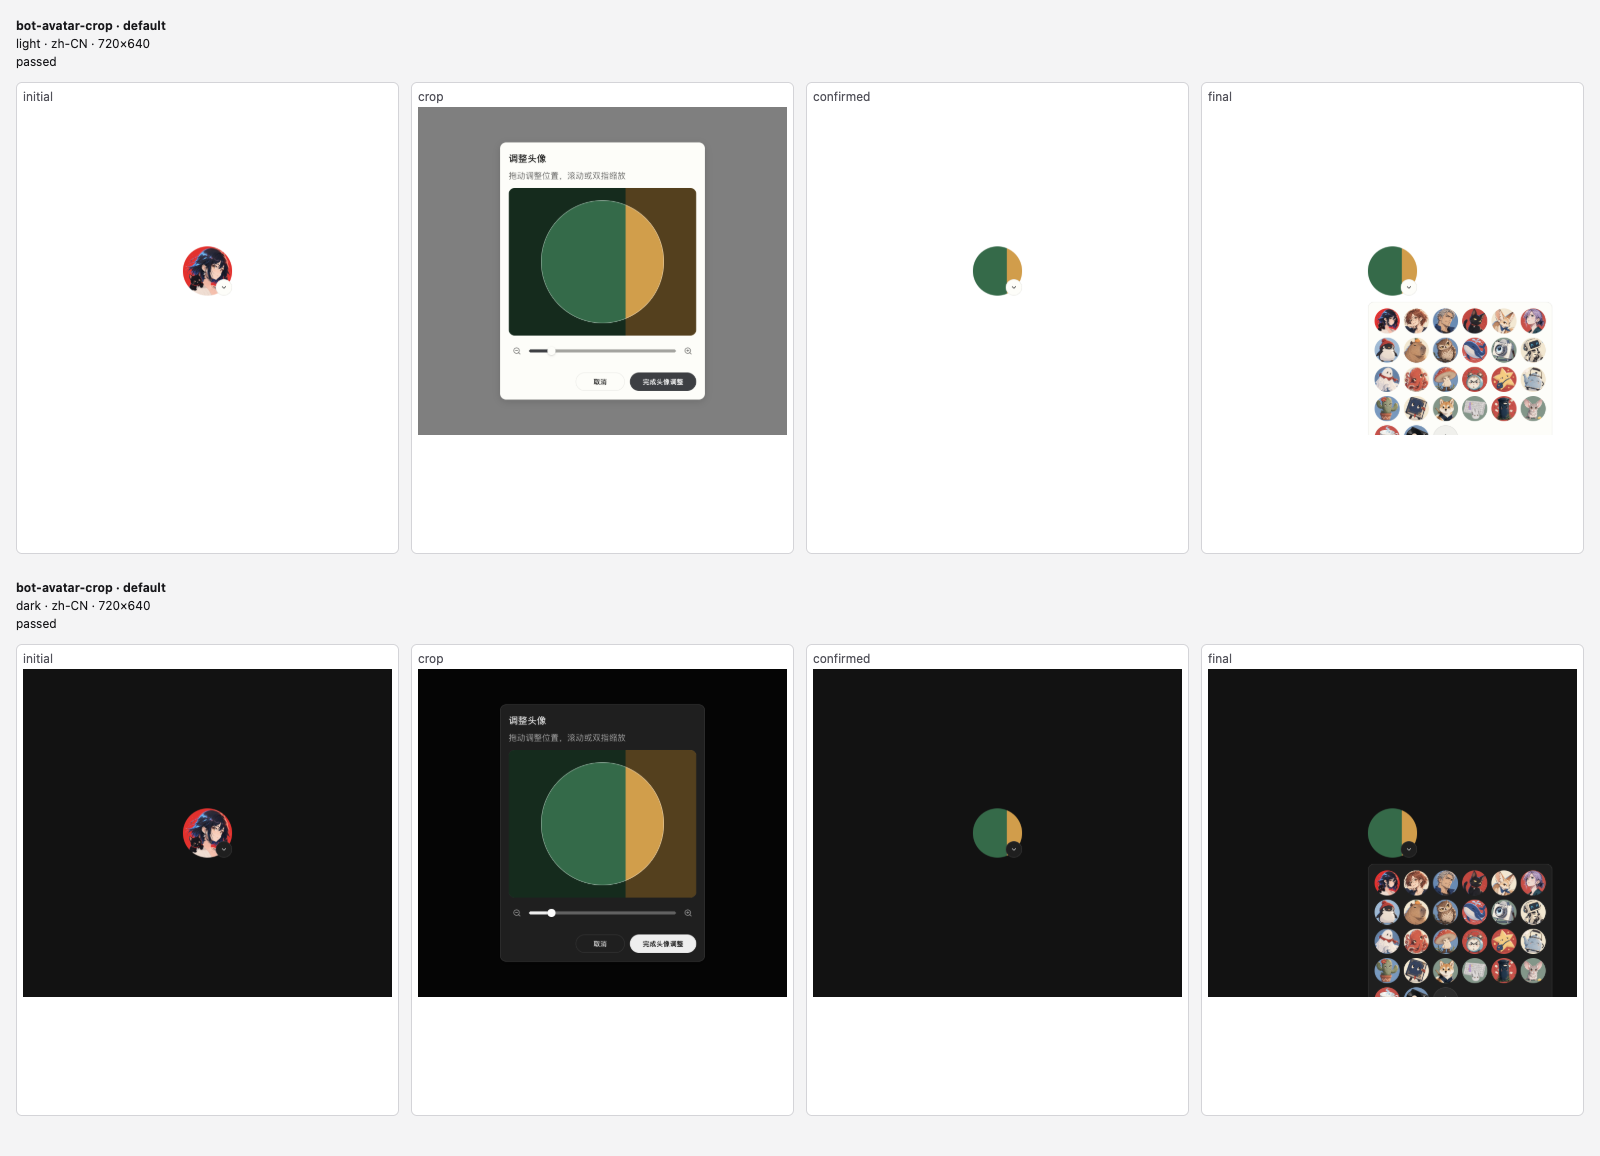 bot-avatar-crop · default
light · zh-CN · 720×640
passed
initial
crop
confirmed
final
调整头像
拖动调整位置，滚动或双指缩放
取消
完成头像调整
bot-avatar-crop · default
dark · zh-CN · 720×640
passed
initial
crop
confirmed
final
调整头像
拖动调整位置，滚动或双指缩放
取消
完成头像调整